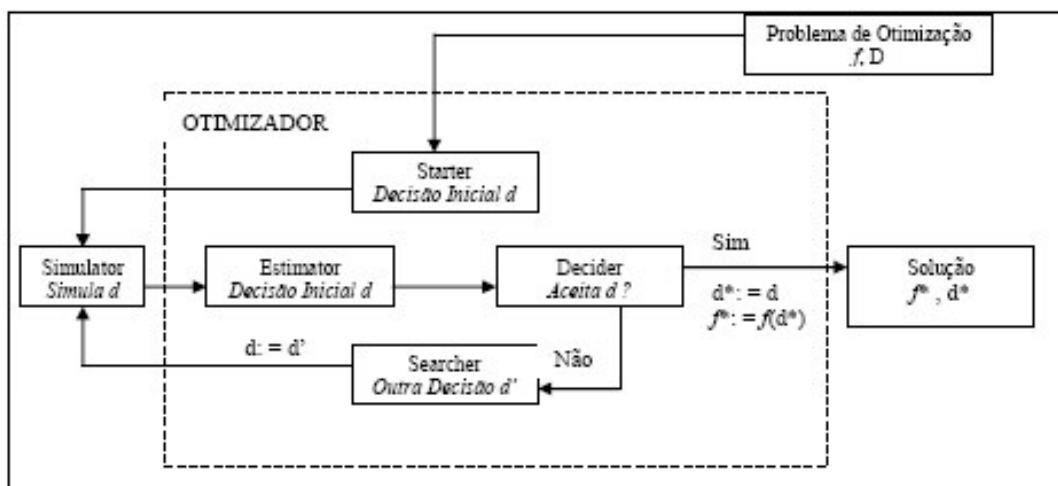 Problema de Otimização
f, D
OTIMIZADOR
Starter
Decisão Inicial d
Simulator
Simula d
Estimator
Decisão Inicial d
Decider
Aceita d ?
Sim
d*: = d
f*: = f(d*)
Solução
f* , d*
d: = d’
Searcher
Outra Decisão d’
Não